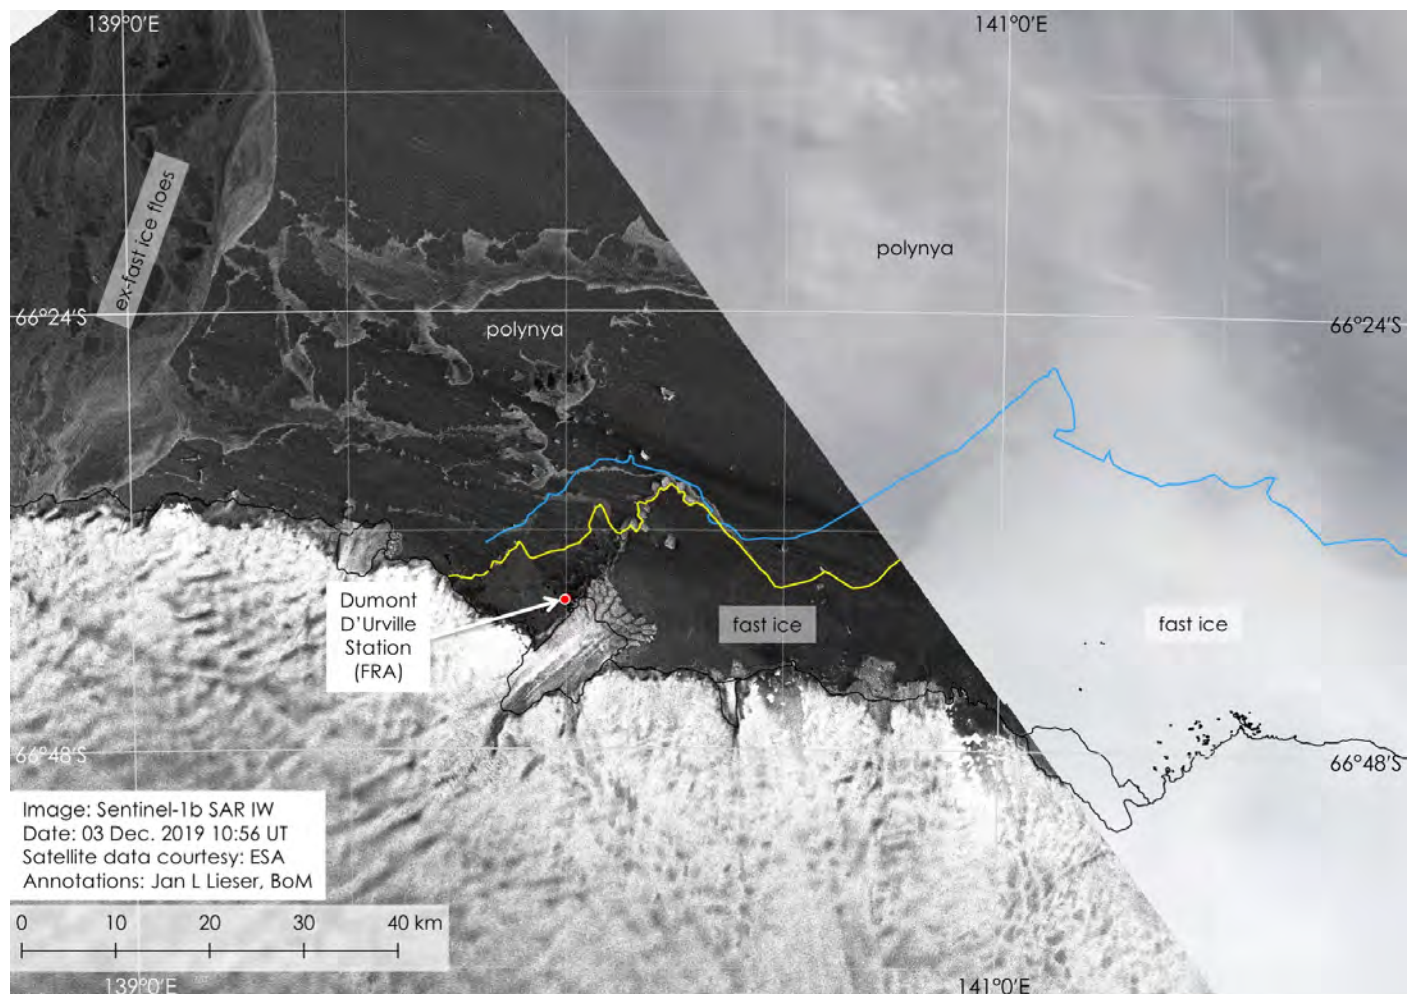 139°0'E
141°0'E
ex-fast ice floes
polynya
66°24'S
66°24'S
polynya
Dumont
D'Urville
Station
(FRA)
fast ice
fast ice
66°48'S
66°48'S
Image: Sentinel-1b SAR IW
Date: 03 Dec. 2019 10:56 UT
Satellite data courtesy: ESA
Annotations: Jan L Lieser, BoM
0 10 20 30 40 km
139°0'E
141°0'E